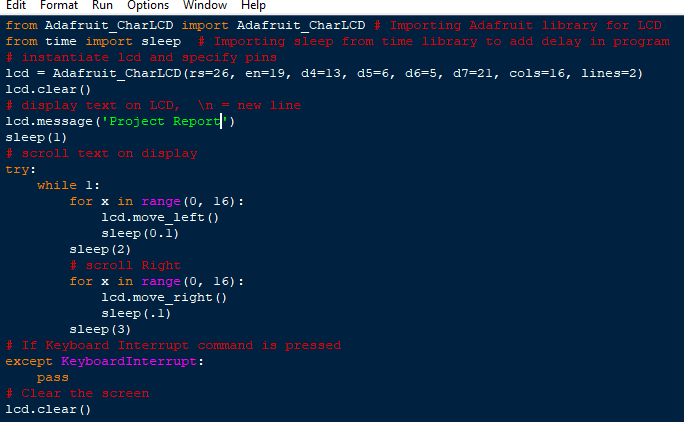 Edit Format Run Options Window Help
from Adafruit_CharLCD import Adafruit_CharLCD # Importing Adafruit library for LCD
from time import sleep  # Importing sleep from time library to add delay in program
# instantiate lcd and specify pins
lcd = Adafruit_CharLCD(rs=26, en=19, d4=13, d5=6, d6=5, d7=21, cols=16, lines=2)
lcd.clear()
# display text on LCD,  \n = new line
lcd.message('Project Report')
sleep(1)
# scroll text on display
try:
    while 1:
        for x in range(0, 16):
            lcd.move_left()
            sleep(0.1)
        sleep(2)
        # scroll Right
        for x in range(0, 16):
            lcd.move_right()
            sleep(.1)
        sleep(3)
# If Keyboard Interrupt command is pressed
except KeyboardInterrupt:
    pass
# Clear the screen
lcd.clear()